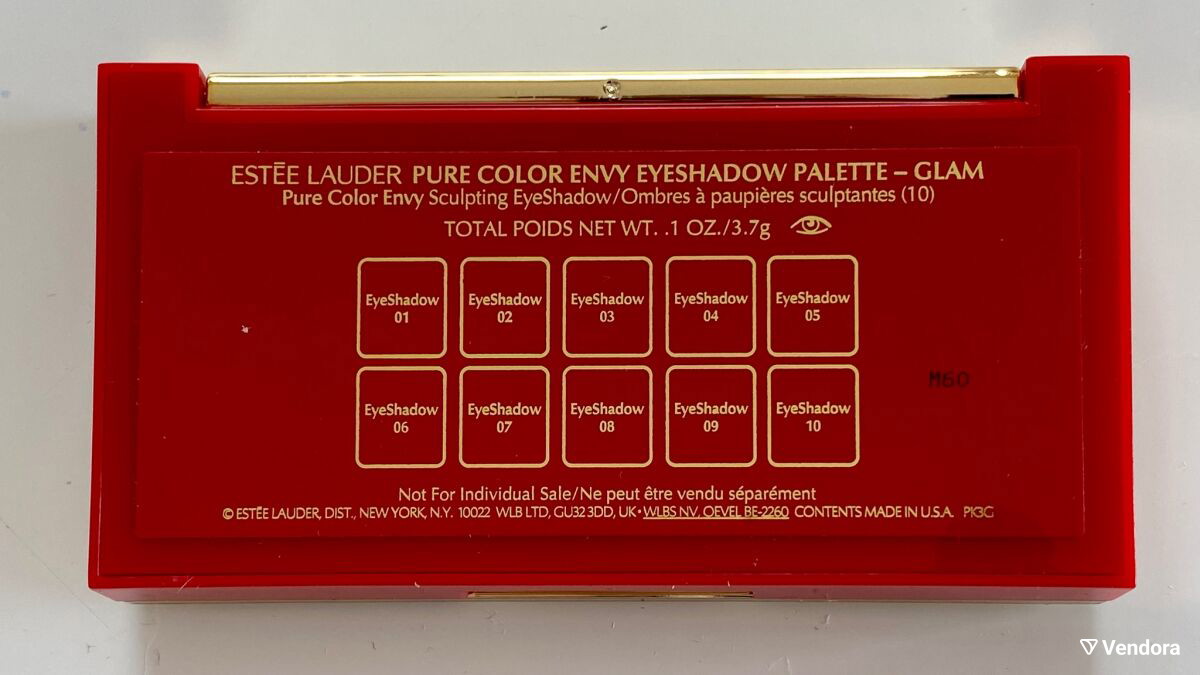 ESTĒE LAUDER PURE COLOR ENVY EYESHADOW PALETTE – GLAM
Pure Color Envy Sculpting EyeShadow/Ombres à paupières sculptantes (10)
TOTAL POIDS NET WT. .1 OZ./3.7g
EyeShadow 01
EyeShadow 02
EyeShadow 03
EyeShadow 04
EyeShadow 05
M60
EyeShadow 06
EyeShadow 07
EyeShadow 08
EyeShadow 09
EyeShadow 10
Not For Individual Sale/Ne peut être vendu séparément
© ESTĒE LAUDER, DIST., NEW YORK, N.Y. 10022 WLB LTD, GU32 3DD, UK • WLBS NV, OEVEL BE-2260 CONTENTS MADE IN U.S.A. PK3G
Vendora